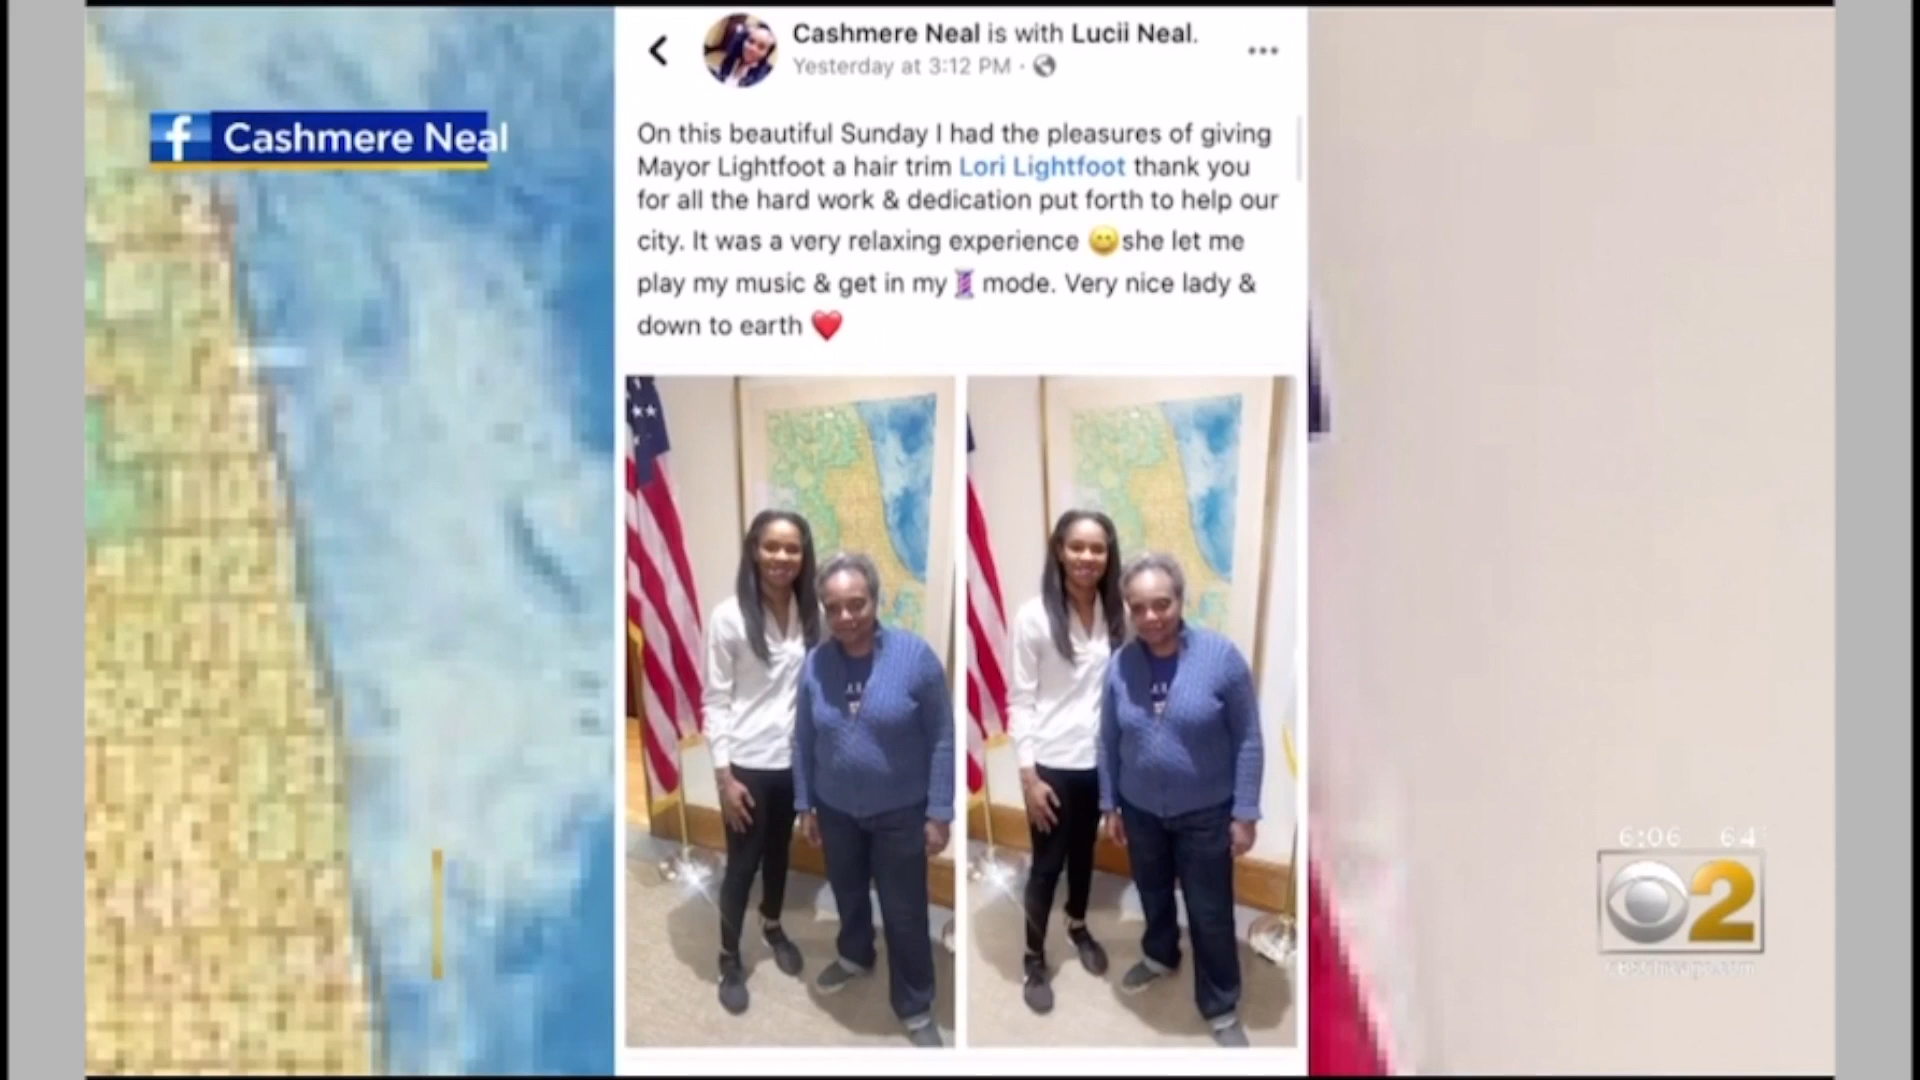 Cashmere Neal is with Lucii Neal.
Yesterday at 3:12 PM ·
f Cashmere Neal
On this beautiful Sunday I had the pleasures of giving
Mayor Lightfoot a hair trim Lori Lightfoot thank you
for all the hard work & dedication put forth to help our
city. It was a very relaxing experience 😊 she let me
play my music & get in my 💈 mode. Very nice lady &
down to earth ❤️
6:06 64°
2
CBSChicago.com